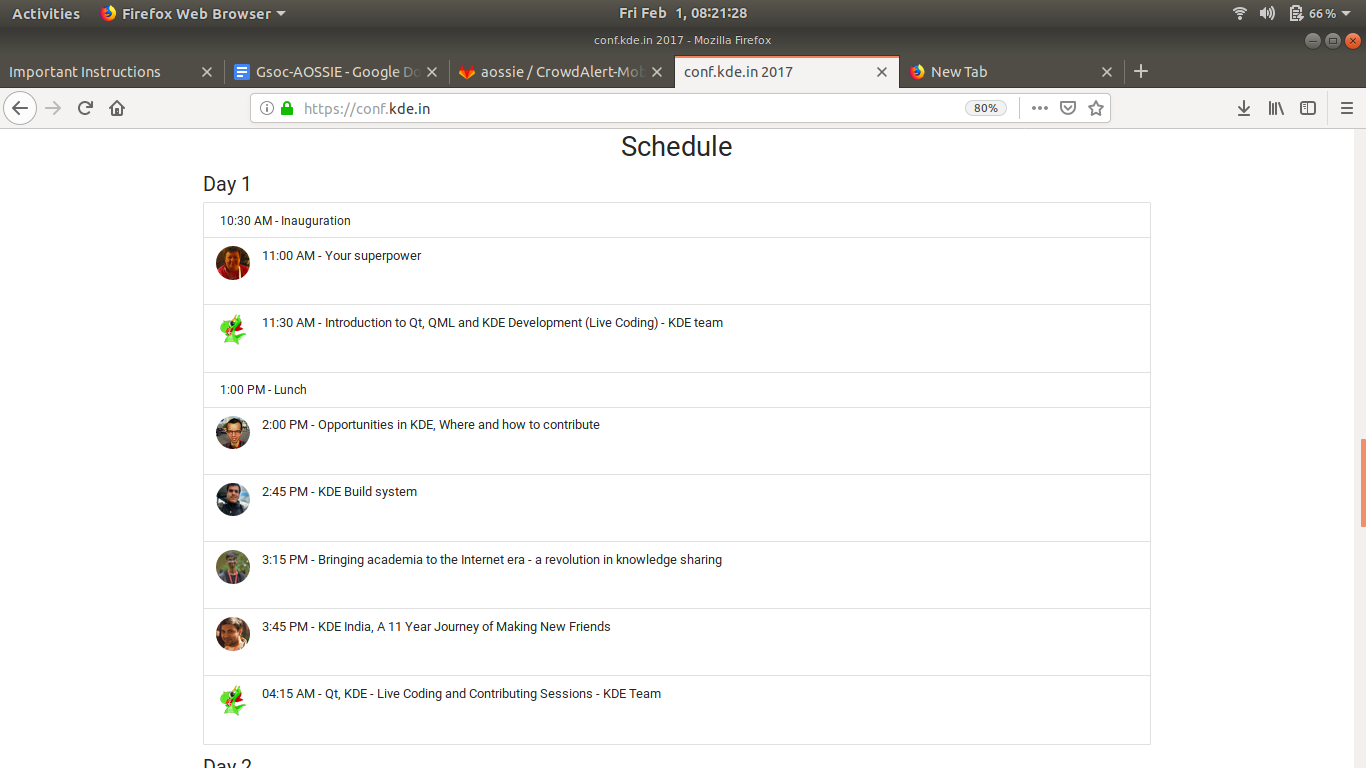 Activities Firefox Web Browser Fri Feb 1, 08:21:28 66%
conf.kde.in 2017 - Mozilla Firefox
Important Instructions Gsoc-AOSSIE - Google Do aossie / CrowdAlert-Mob conf.kde.in 2017 New Tab
https://conf.kde.in 80%
Schedule
Day 1
10:30 AM - Inauguration
11:00 AM - Your superpower
11:30 AM - Introduction to Qt, QML and KDE Development (Live Coding) - KDE team
1:00 PM - Lunch
2:00 PM - Opportunities in KDE, Where and how to contribute
2:45 PM - KDE Build system
3:15 PM - Bringing academia to the Internet era - a revolution in knowledge sharing
3:45 PM - KDE India, A 11 Year Journey of Making New Friends
04:15 AM - Qt, KDE - Live Coding and Contributing Sessions - KDE Team
Day 2